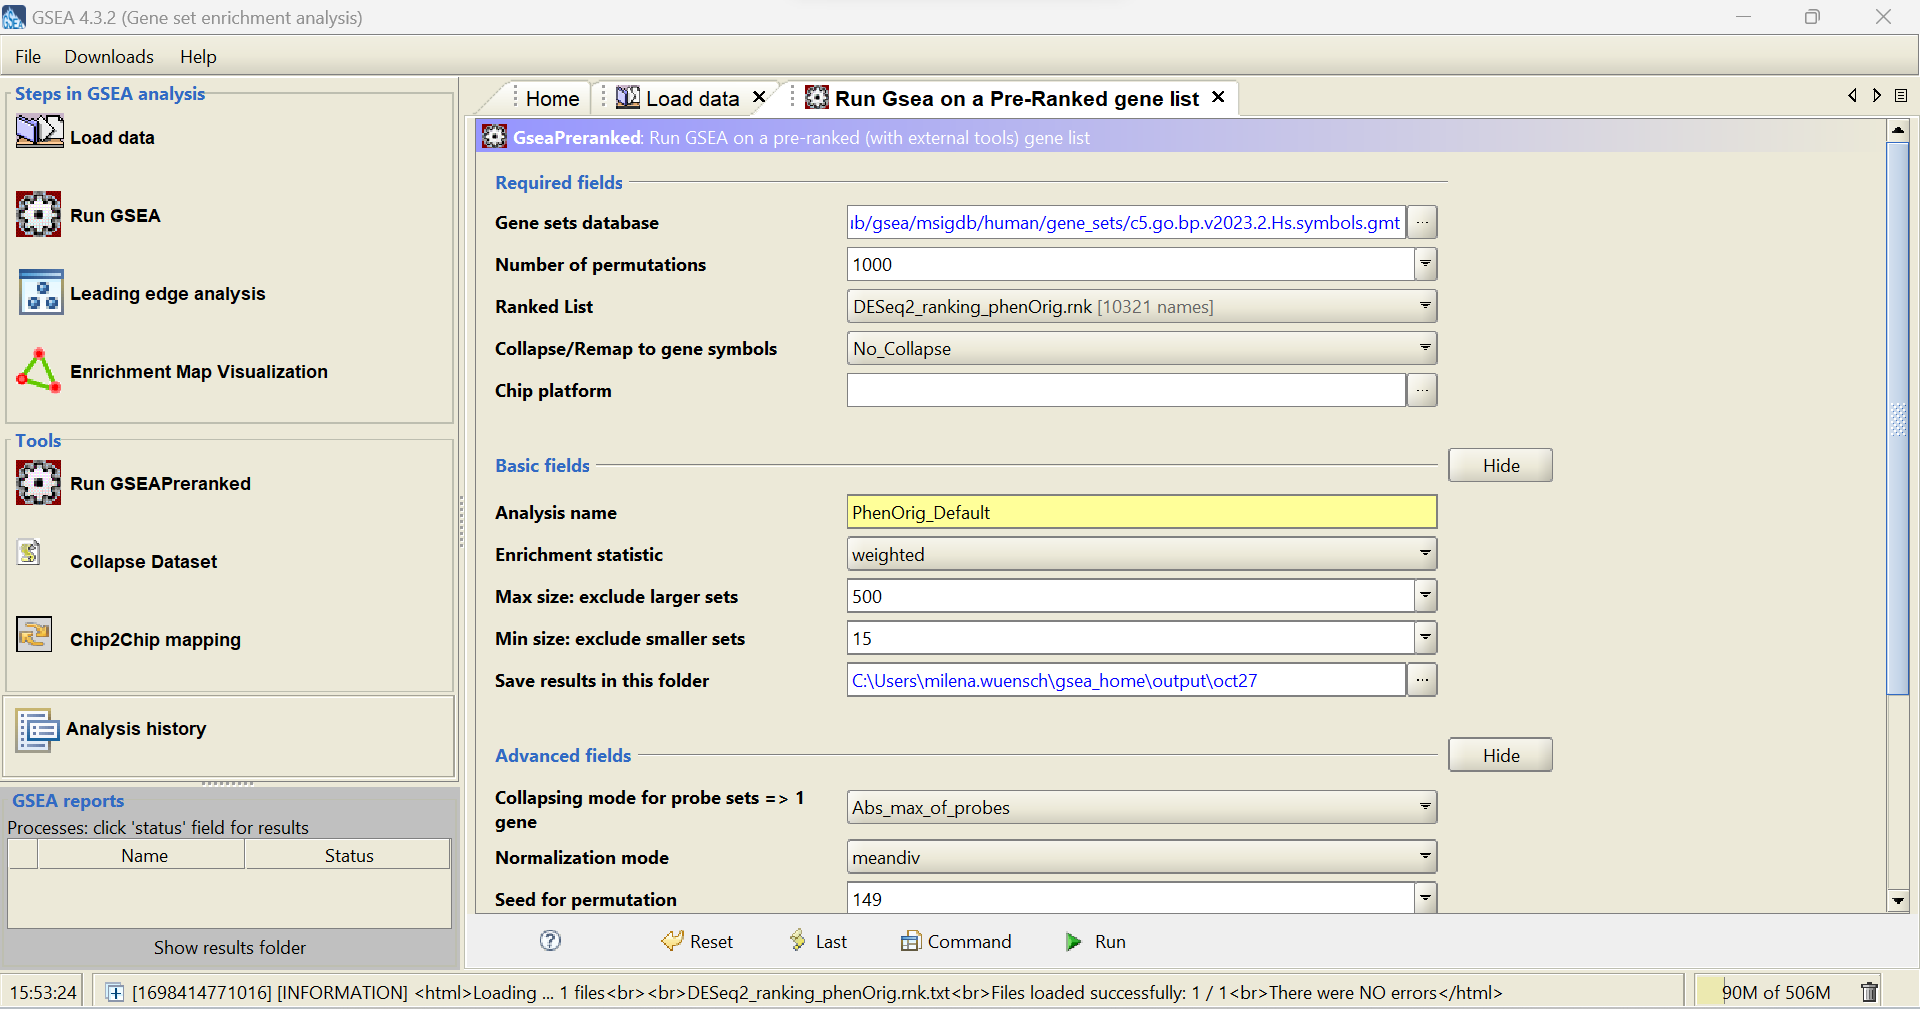 GSEA 4.3.2 (Gene set enrichment analysis)
File Downloads Help
Steps in GSEA analysis
Load data
Run GSEA
Leading edge analysis
Enrichment Map Visualization
Tools
Run GSEAPreranked
Collapse Dataset
Chip2Chip mapping
Analysis history
GSEA reports
Processes: click 'status' field for results
Name Status
Show results folder
Home Load data Run Gsea on a Pre-Ranked gene list
GseaPreranked: Run GSEA on a pre-ranked (with external tools) gene list
Required fields
Gene sets database ıb/gsea/msigdb/human/gene_sets/c5.go.bp.v2023.2.Hs.symbols.gmt ...
Number of permutations 1000
Ranked List DESeq2_ranking_phenOrig.rnk [10321 names]
Collapse/Remap to gene symbols No_Collapse
Chip platform ...
Basic fields Hide
Analysis name PhenOrig_Default
Enrichment statistic weighted
Max size: exclude larger sets 500
Min size: exclude smaller sets 15
Save results in this folder C:\Users\milena.wuensch\gsea_home\output\oct27 ...
Advanced fields Hide
Collapsing mode for probe sets => 1
gene Abs_max_of_probes
Normalization mode meandiv
Seed for permutation 149
? Reset Last Command Run
15:53:24 [1698414771016] [INFORMATION] <html>Loading ... 1 files<br><br>DESeq2_ranking_phenOrig.rnk.txt<br>Files loaded successfully: 1 / 1<br>There were NO errors</html> 90M of 506M